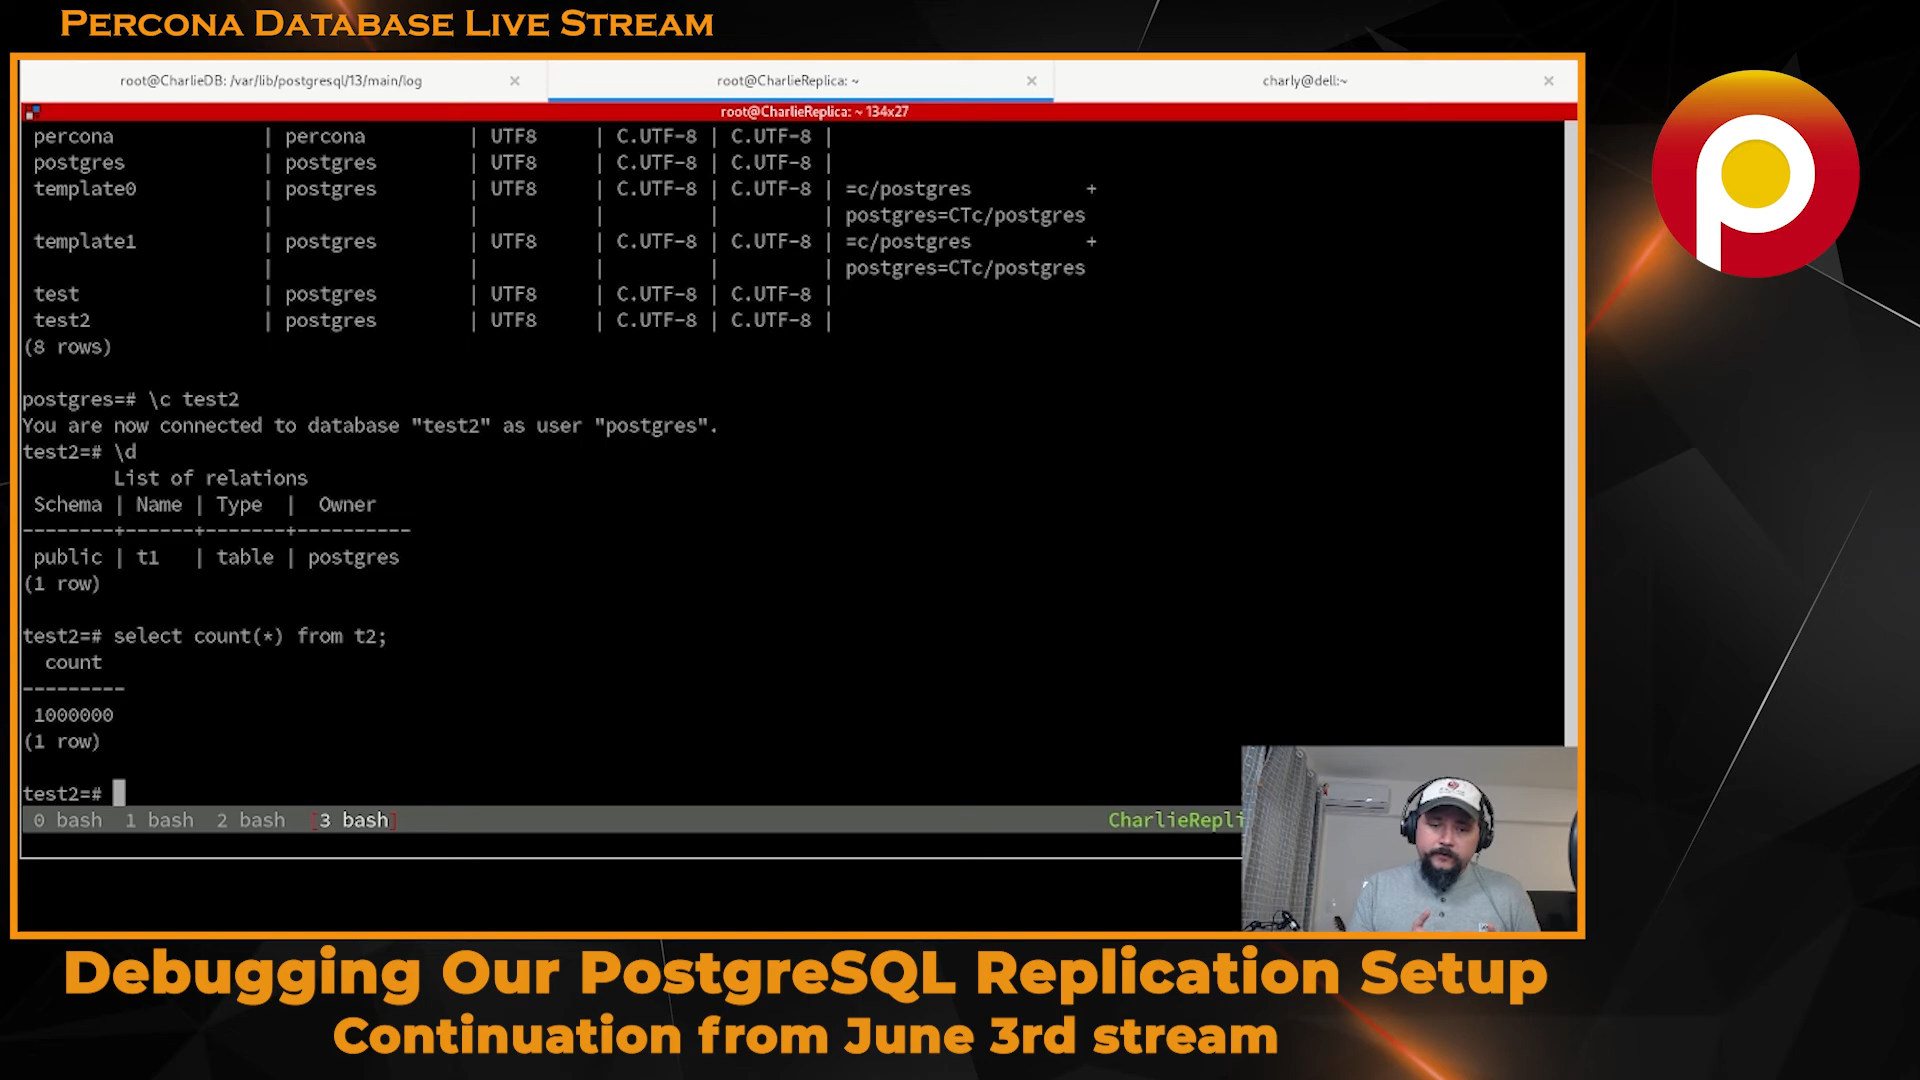 PERCONA DATABASE LIVE STREAM
root@CharlieDB: /var/lib/postgresql/13/main/log × root@CharlieReplica: ~ × charly@dell:~ ×
root@CharlieReplica: ~ 134x27
percona | percona | UTF8 | C.UTF-8 | C.UTF-8 |
postgres | postgres | UTF8 | C.UTF-8 | C.UTF-8 |
template0 | postgres | UTF8 | C.UTF-8 | C.UTF-8 | =c/postgres +
| | | | | postgres=CTc/postgres
template1 | postgres | UTF8 | C.UTF-8 | C.UTF-8 | =c/postgres +
| | | | | postgres=CTc/postgres
test | postgres | UTF8 | C.UTF-8 | C.UTF-8 |
test2 | postgres | UTF8 | C.UTF-8 | C.UTF-8 |
(8 rows)
postgres=# \c test2
You are now connected to database "test2" as user "postgres".
test2=# \d
List of relations
Schema | Name | Type | Owner
--------+------+-------+----------
public | t1 | table | postgres
(1 row)
test2=# select count(*) from t2;
count
---------
1000000
(1 row)
test2=#
0 bash 1 bash 2 bash [3 bash] CharlieRepli
Debugging Our PostgreSQL Replication Setup
Continuation from June 3rd stream